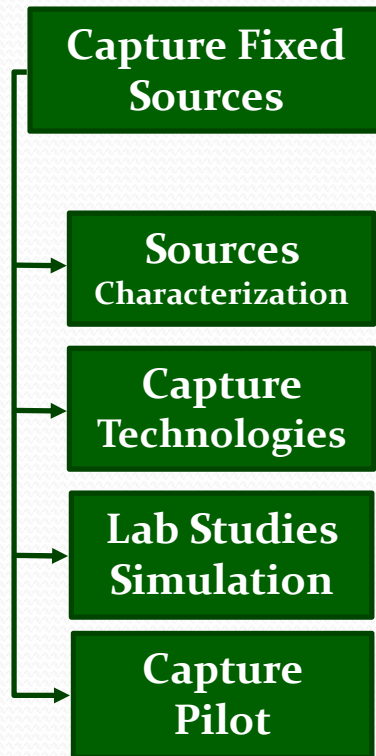 Capture Fixed
Sources
Sources
Characterization
Capture
Technologies
Lab Studies
Simulation
Capture
Pilot